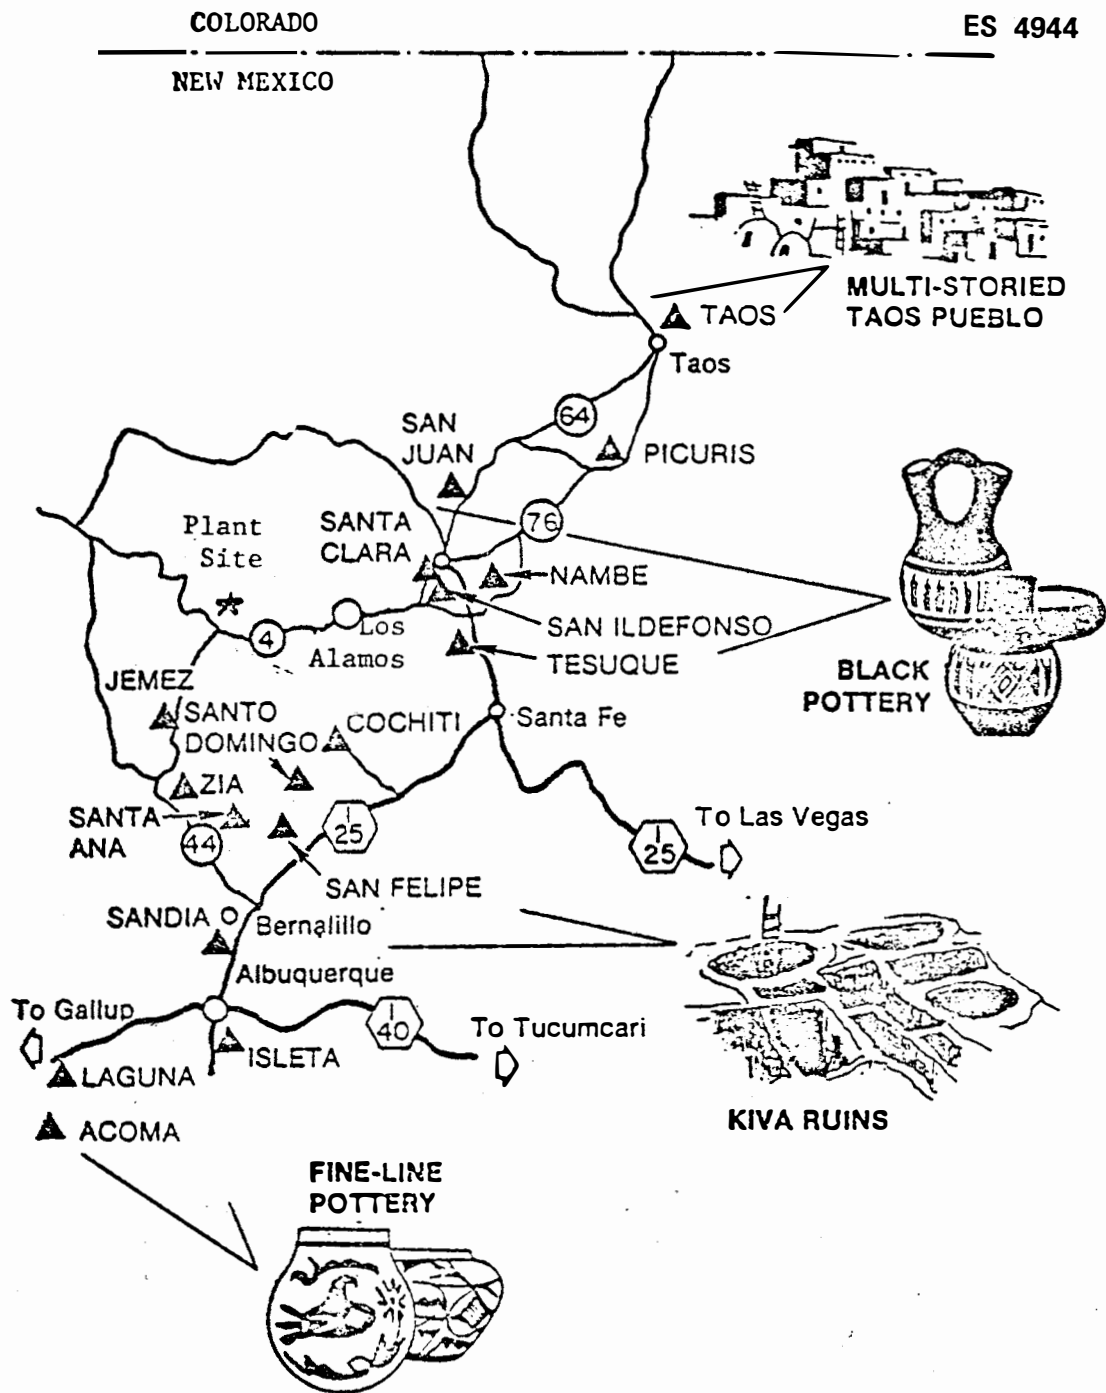 COLORADO
ES 4944
NEW MEXICO
MULTI-STORIED
TAOS PUEBLO
TAOS
Taos
64
SAN
JUAN
PICURIS
76
Plant
Site
SANTA
CLARA
NAMBE
SAN ILDEFONSO
TESUQUE
4
Los
Alamos
BLACK
POTTERY
JEMEZ
SANTO
DOMINGO
COCHITI
Santa Fe
ZIA
SANTA
ANA
44
I
25
To Las Vegas
I
25
SAN FELIPE
SANDIA
Bernalillo
Albuquerque
To Gallup
I
40
To Tucumcari
ISLETA
LAGUNA
ACOMA
KIVA RUINS
FINE-LINE
POTTERY